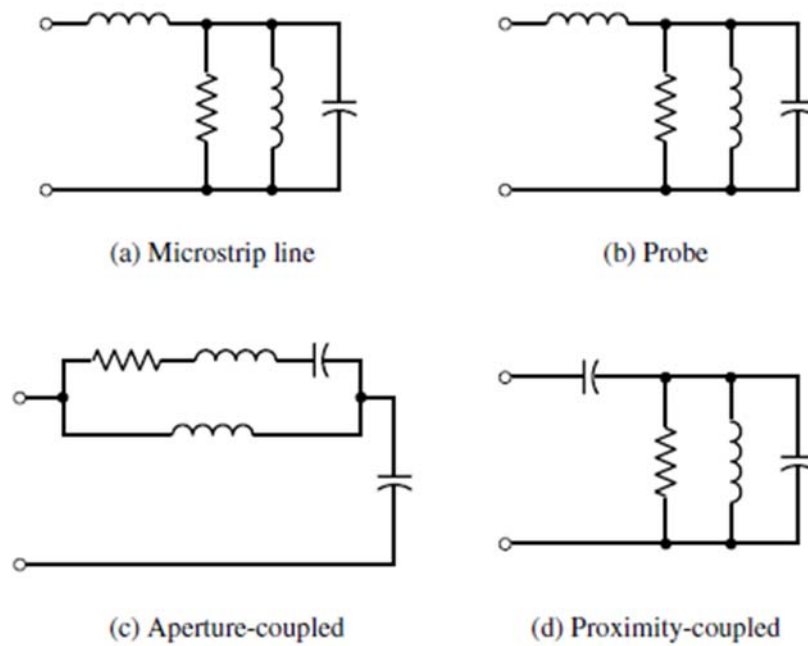 (a) Microstrip line
(b) Probe
(c) Aperture-coupled
(d) Proximity-coupled